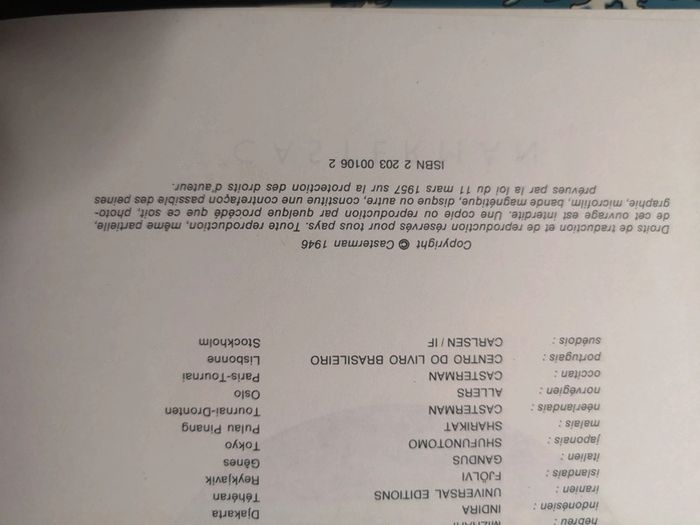 hébreu : MIZRAHI
indonésien : INDIRA Djakarta
iranien : UNIVERSAL EDITIONS Téhéran
islandais : FJÖLVI Reykjavik
italien : GANDUS Gênes
japonais : SHUFUNOTOMO Tokyo
malais : SHARIKAT Pulau Pinang
néerlandais : CASTERMAN Tournai-Dronten
norvégien : ALLERS Oslo
occitan : CASTERMAN Paris-Tournai
portugais : CENTRO DO LIVRO BRASILEIRO Lisbonne
suédois : CARLSEN / IF Stockholm
Copyright © Casterman 1946
Droits de traduction et de reproduction réservés pour tous pays. Toute reproduction, même partielle,
de cet ouvrage est interdite. Une copie ou reproduction par quelque procédé que ce soit, photo-
graphie, microfilm, bande magnétique, disque ou autre, constitue une contrefaçon passible des peines
prévues par la loi du 11 mars 1957 sur la protection des droits d'auteur.
ISBN 2 203 00106 2
CASTERMAN